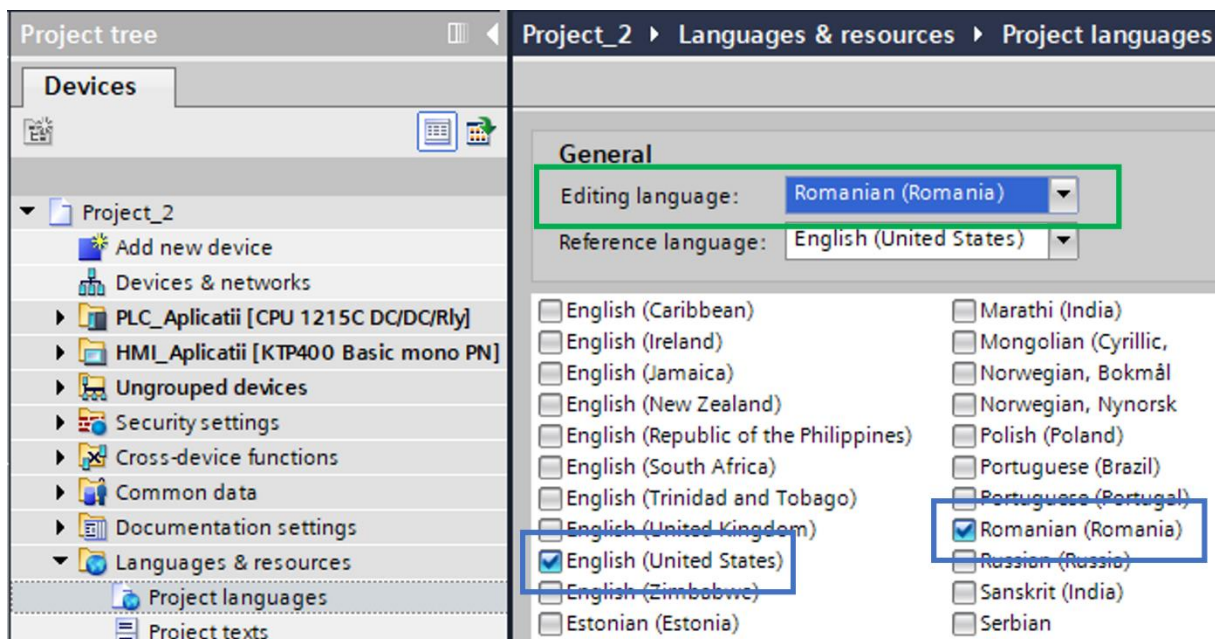 Project tree
Devices
Project_2
Add new device
Devices & networks
PLC_Aplicatii [CPU 1215C DC/DC/Rly]
HMI_Aplicatii [KTP400 Basic mono PN]
Ungrouped devices
Security settings
Cross-device functions
Common data
Documentation settings
Languages & resources
Project languages
Project texts
Project_2 ▸ Languages & resources ▸ Project languages
General
Editing language: Romanian (Romania)
Reference language: English (United States)
English (Caribbean)
English (Ireland)
English (Jamaica)
English (New Zealand)
English (Republic of the Philippines)
English (South Africa)
English (Trinidad and Tobago)
English (United Kingdom)
English (United States)
English (Zimbabwe)
Estonian (Estonia)
Marathi (India)
Mongolian (Cyrillic,
Norwegian, Bokmål
Norwegian, Nynorsk
Polish (Poland)
Portuguese (Brazil)
Portuguese (Portugal)
Romanian (Romania)
Russian (Russia)
Sanskrit (India)
Serbian